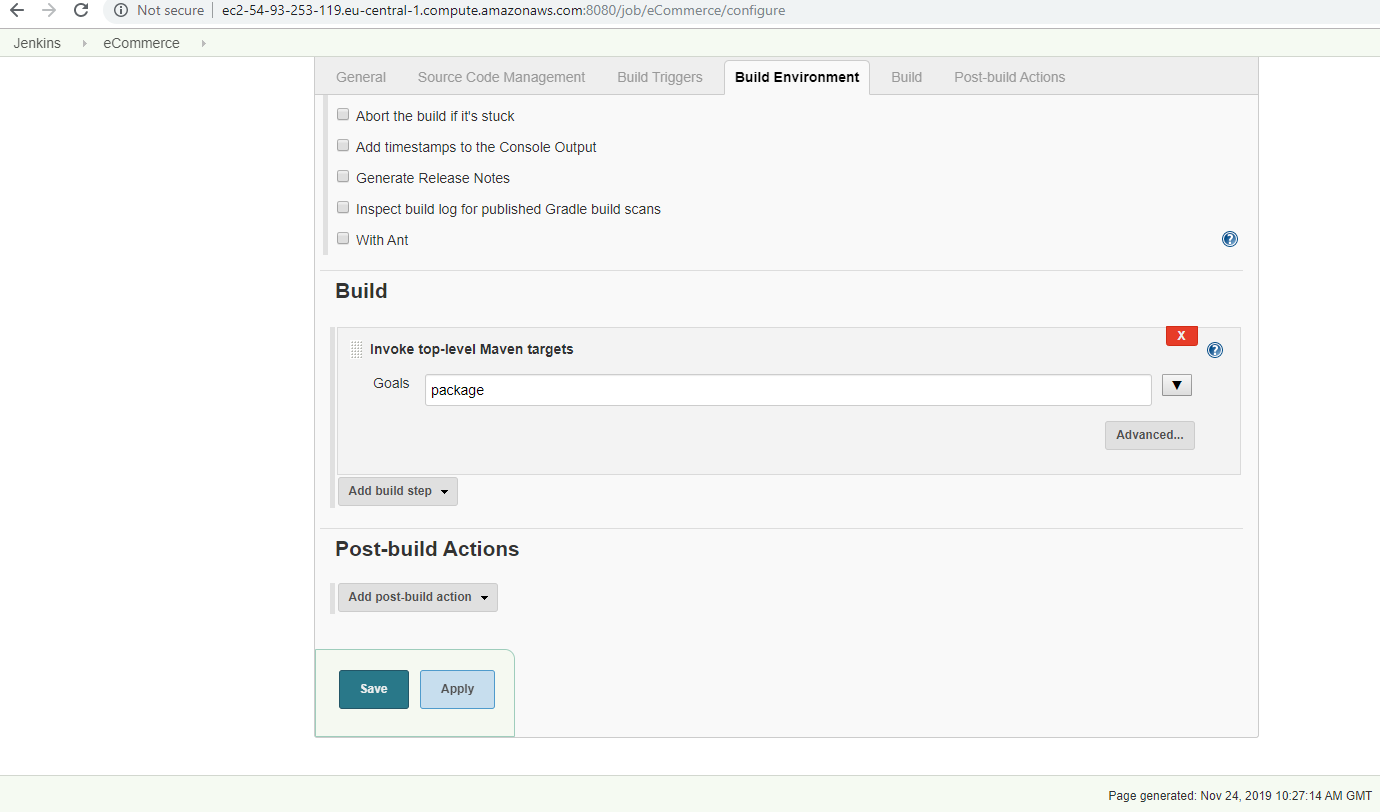 Not secure ec2-54-93-253-119.eu-central-1.compute.amazonaws.com:8080/job/eCommerce/configure
Jenkins eCommerce
General Source Code Management Build Triggers Build Environment Build Post-build Actions
Abort the build if it's stuck
Add timestamps to the Console Output
Generate Release Notes
Inspect build log for published Gradle build scans
With Ant ?
Build
X
Invoke top-level Maven targets ?
Goals package ▼
Advanced...
Add build step
Post-build Actions
Add post-build action
Save Apply
Page generated: Nov 24, 2019 10:27:14 AM GMT